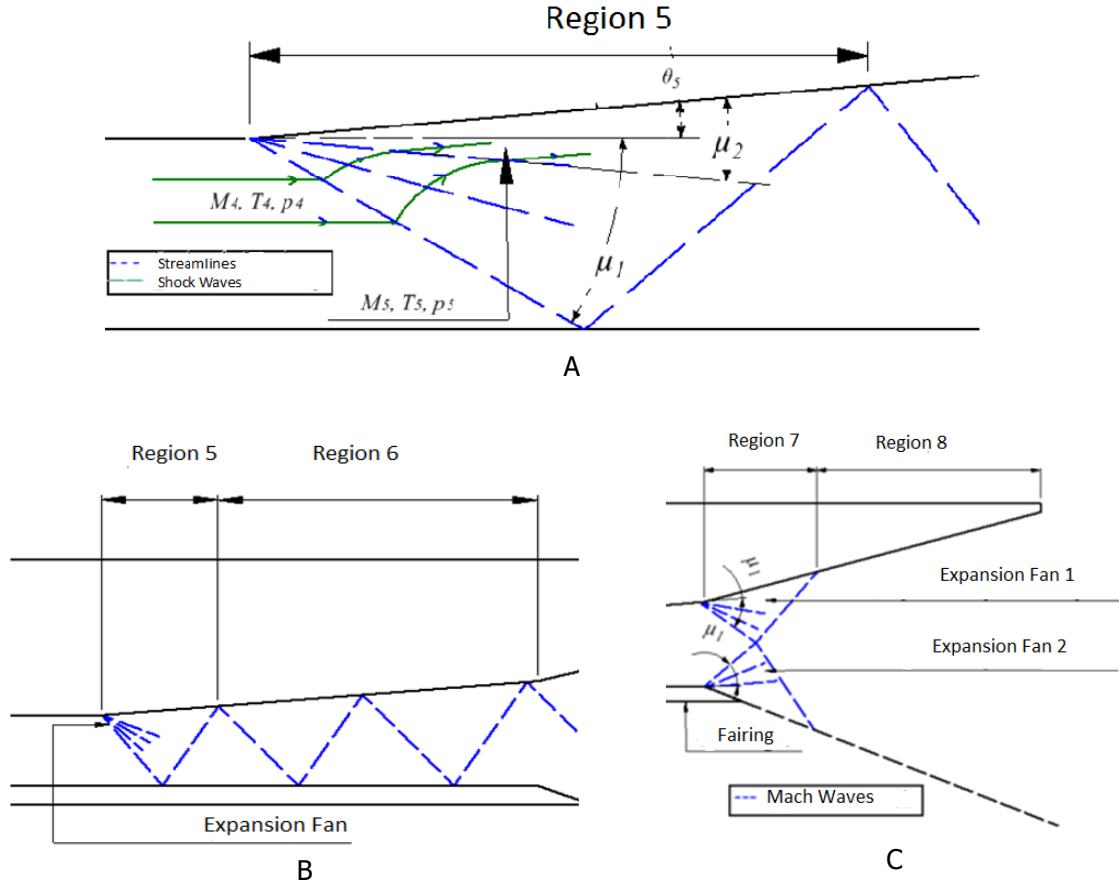 Region 5
θ5
μ2
M4, T4, p4
μ1
Streamlines
Shock Waves
M5, T5, p5
A
Region 5
Region 6
Expansion Fan
B
Region 7
Region 8
μ1
Expansion Fan 1
μ1
Expansion Fan 2
Fairing
Mach Waves
C